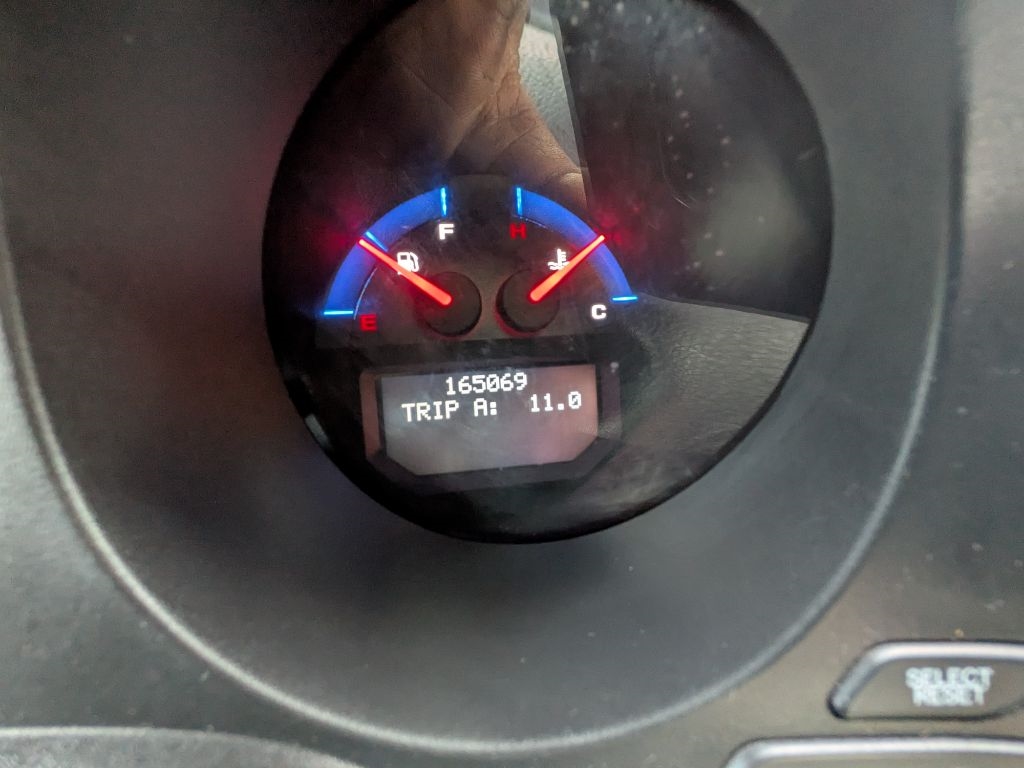 F
H
E
C
165069
TRIP A: 11.0
SELECT
RESET